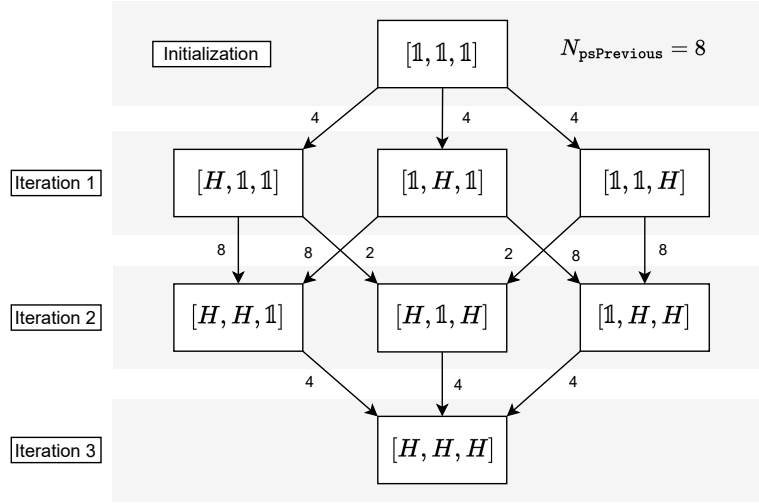 Initialization
[𝟙, 𝟙, 𝟙]
N_psPrevious = 8
4 4 4
Iteration 1
[H, 𝟙, 𝟙]
[𝟙, H, 𝟙]
[𝟙, 𝟙, H]
8 8 2 2 8 8
Iteration 2
[H, H, 𝟙]
[H, 𝟙, H]
[𝟙, H, H]
4 4 4
Iteration 3
[H, H, H]